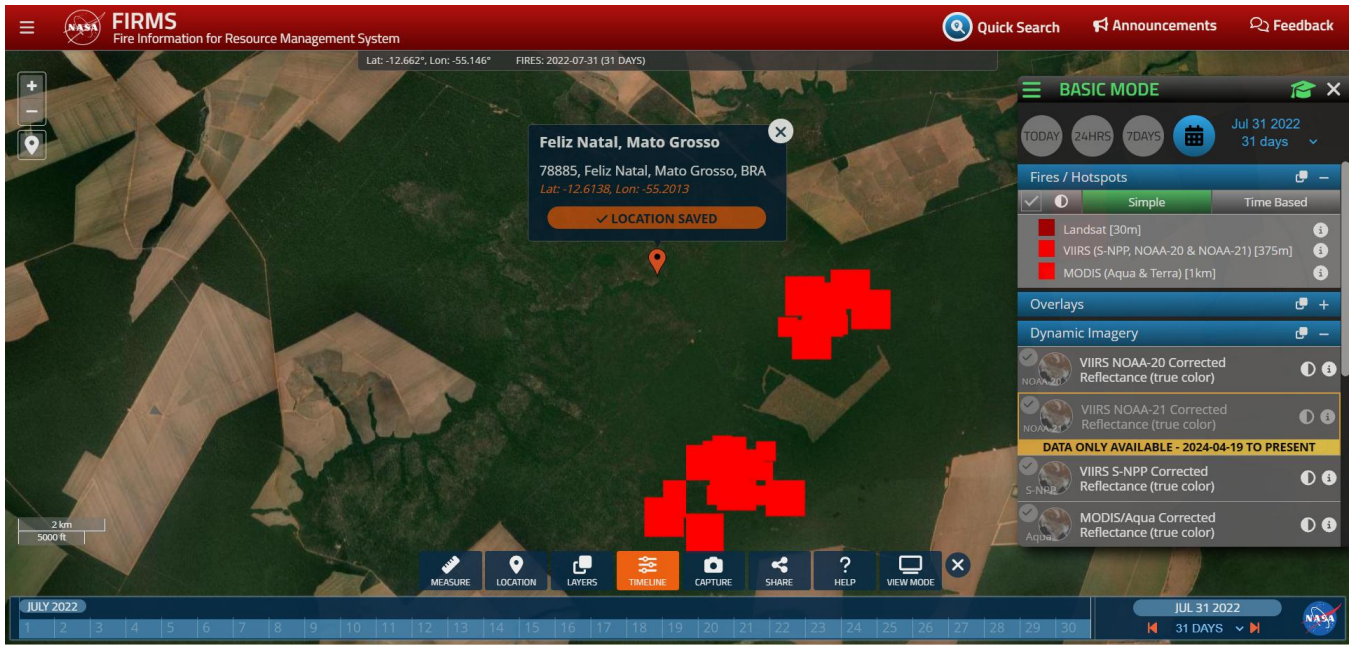 NASA
FIRMS
Fire Information for Resource Management System
Quick Search
Announcements
Feedback
Lat: -12.662°, Lon: -55.146° FIRES: 2022-07-31 (31 DAYS)
+
−
Feliz Natal, Mato Grosso
78885, Feliz Natal, Mato Grosso, BRA
Lat: -12.6138, Lon: -55.2013
LOCATION SAVED
BASIC MODE
TODAY
24HRS
7DAYS
Jul 31 2022
31 days
Fires / Hotspots
Simple
Time Based
Landsat [30m]
VIIRS (S-NPP, NOAA-20 & NOAA-21) [375m]
MODIS (Aqua & Terra) [1km]
Overlays
Dynamic Imagery
NOAA-20
VIIRS NOAA-20 Corrected
Reflectance (true color)
NOAA-21
VIIRS NOAA-21 Corrected
Reflectance (true color)
DATA ONLY AVAILABLE - 2024-04-19 TO PRESENT
S-NPP
VIIRS S-NPP Corrected
Reflectance (true color)
Aqua
MODIS/Aqua Corrected
Reflectance (true color)
2 km
5000 ft
MEASURE
LOCATION
LAYERS
TIMELINE
CAPTURE
SHARE
?
HELP
VIEW MODE
JULY 2022
1 2 3 4 5 6 7 8 9 10 11 12 13 14 15 16 17 18 19 20 21 22 23 24 25 26 27 28 29 30
JUL 31 2022
31 DAYS
NASA